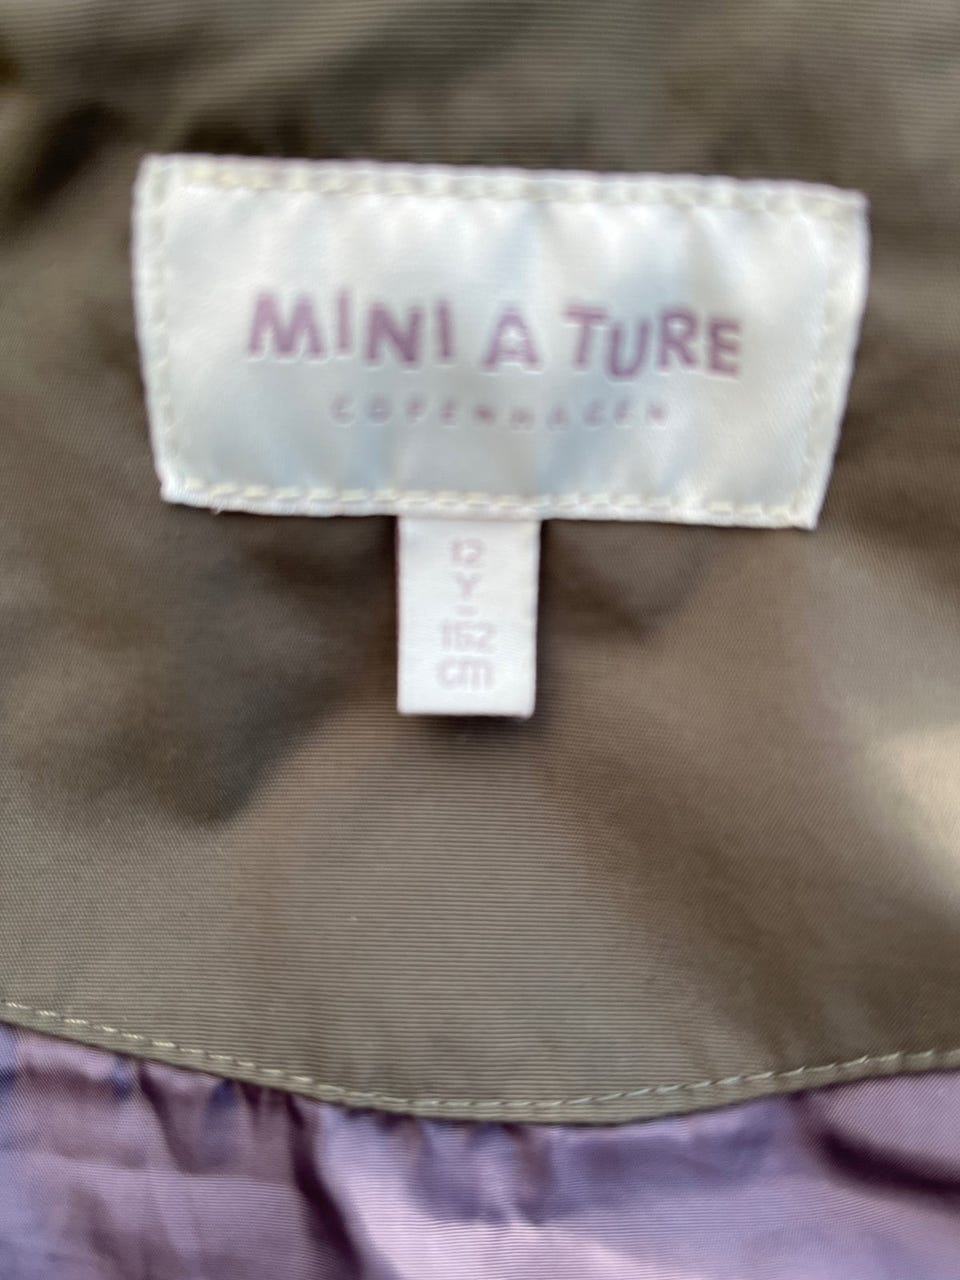 MINI A TURE
COPENHAGEN
12
Y
-
152
cm